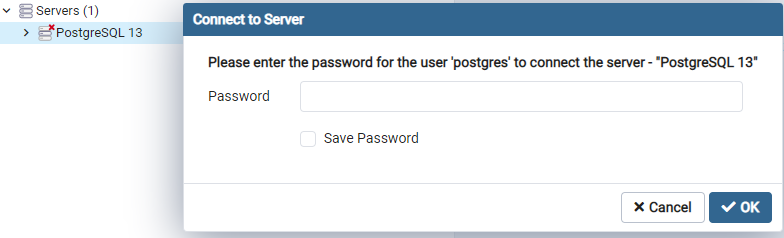 Servers (1)
PostgreSQL 13
Connect to Server
Please enter the password for the user 'postgres' to connect the server - "PostgreSQL 13"
Password
Save Password
Cancel
OK